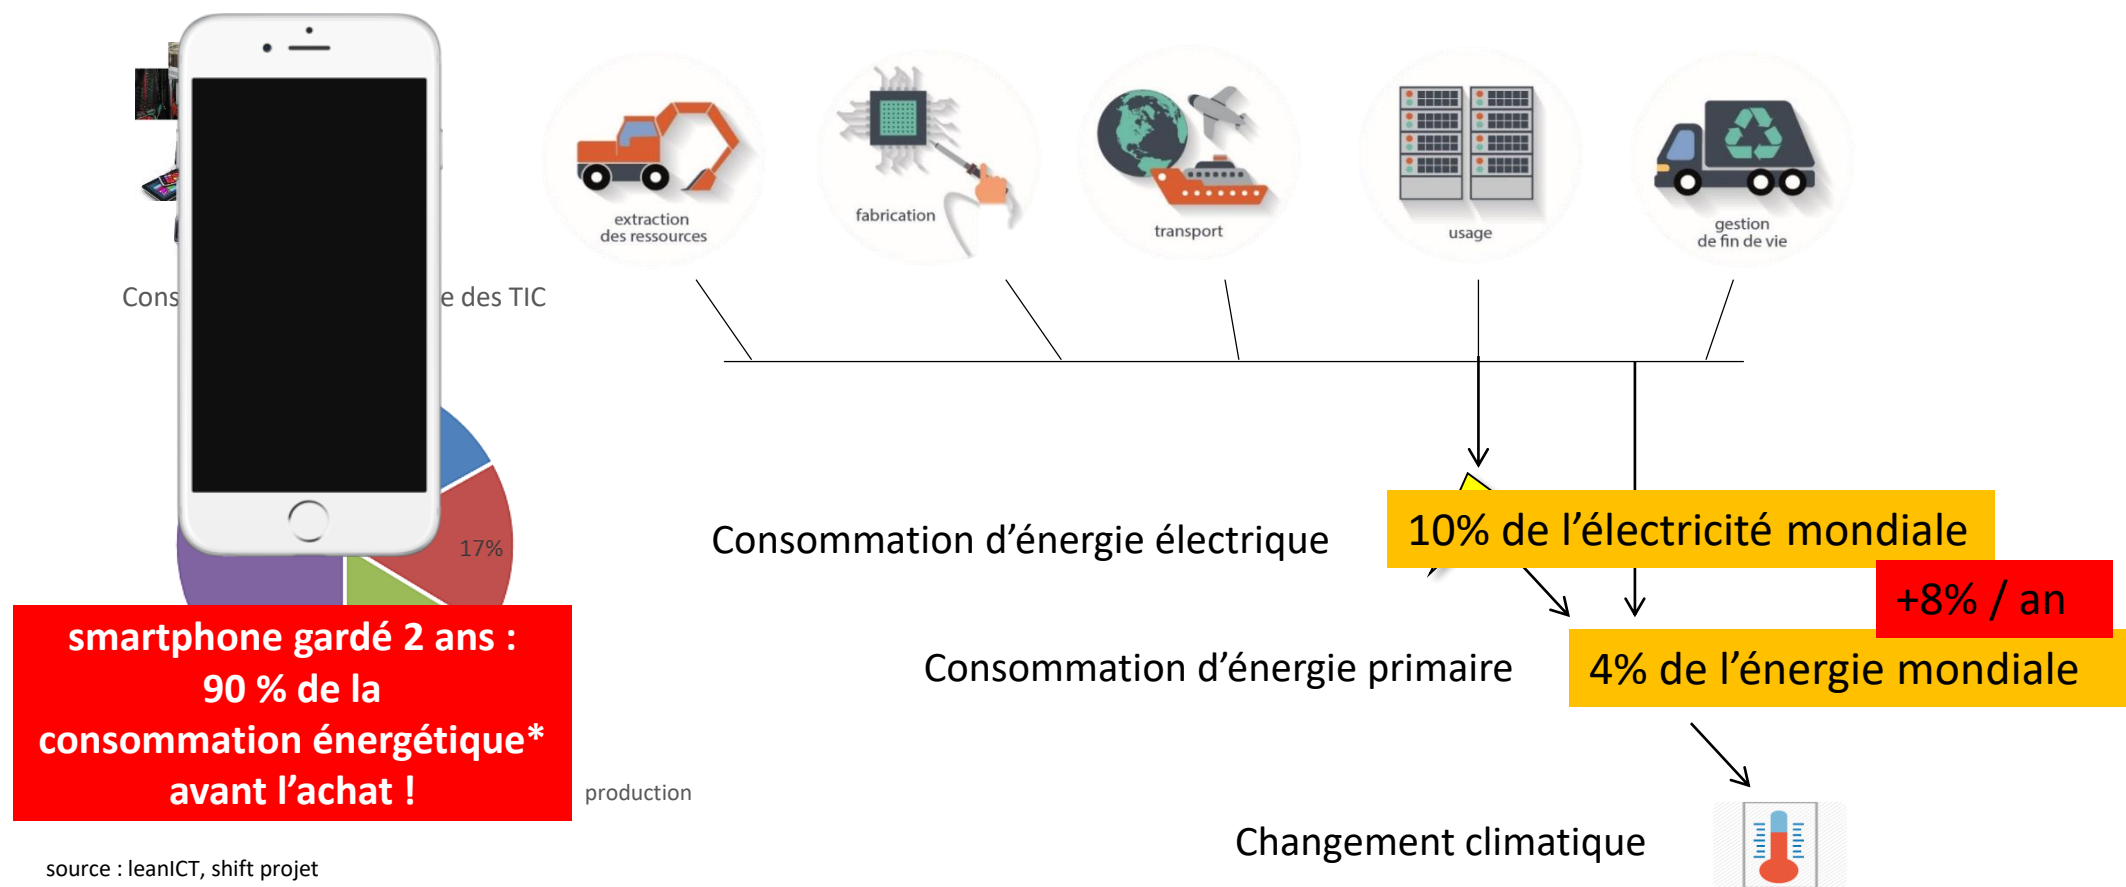 extraction
des ressources
fabrication
transport
usage
gestion
de fin de vie
Cons
e des TIC
17%
Consommation d’énergie électrique
10% de l’électricité mondiale
+8% / an
Consommation d’énergie primaire
4% de l’énergie mondiale
smartphone gardé 2 ans :
90 % de la
consommation énergétique*
avant l’achat !
production
Changement climatique
source : leanICT, shift projet